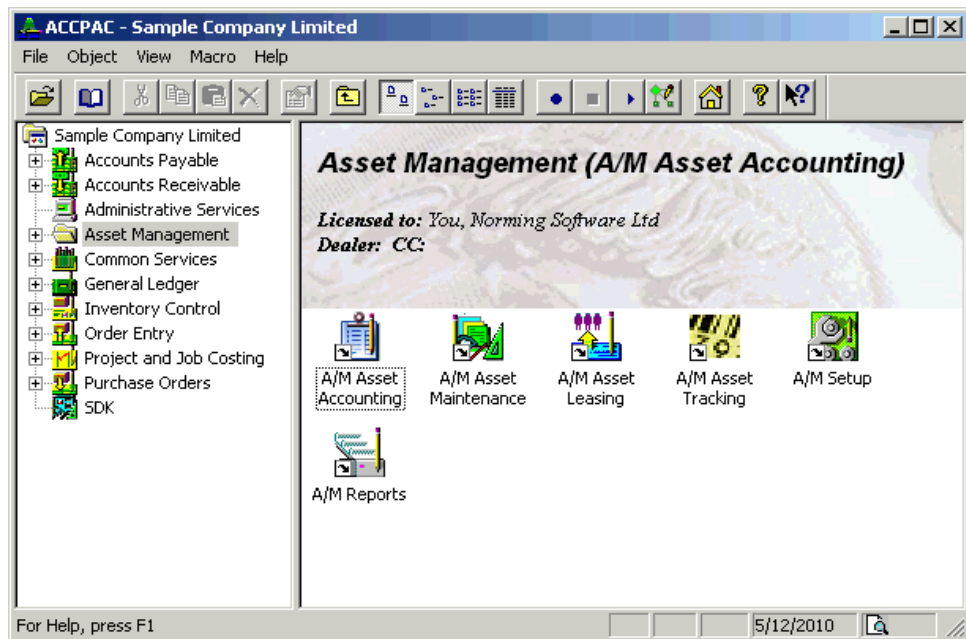 ACCPAC - Sample Company Limited
File Object View Macro Help
Sample Company Limited
Accounts Payable
Accounts Receivable
Administrative Services
Asset Management
Common Services
General Ledger
Inventory Control
Order Entry
Project and Job Costing
Purchase Orders
SDK
Asset Management (A/M Asset Accounting)
Licensed to: You, Norming Software Ltd
Dealer: CC:
A/M Asset Accounting
A/M Asset Maintenance
A/M Asset Leasing
A/M Asset Tracking
A/M Setup
A/M Reports
For Help, press F1
5/12/2010